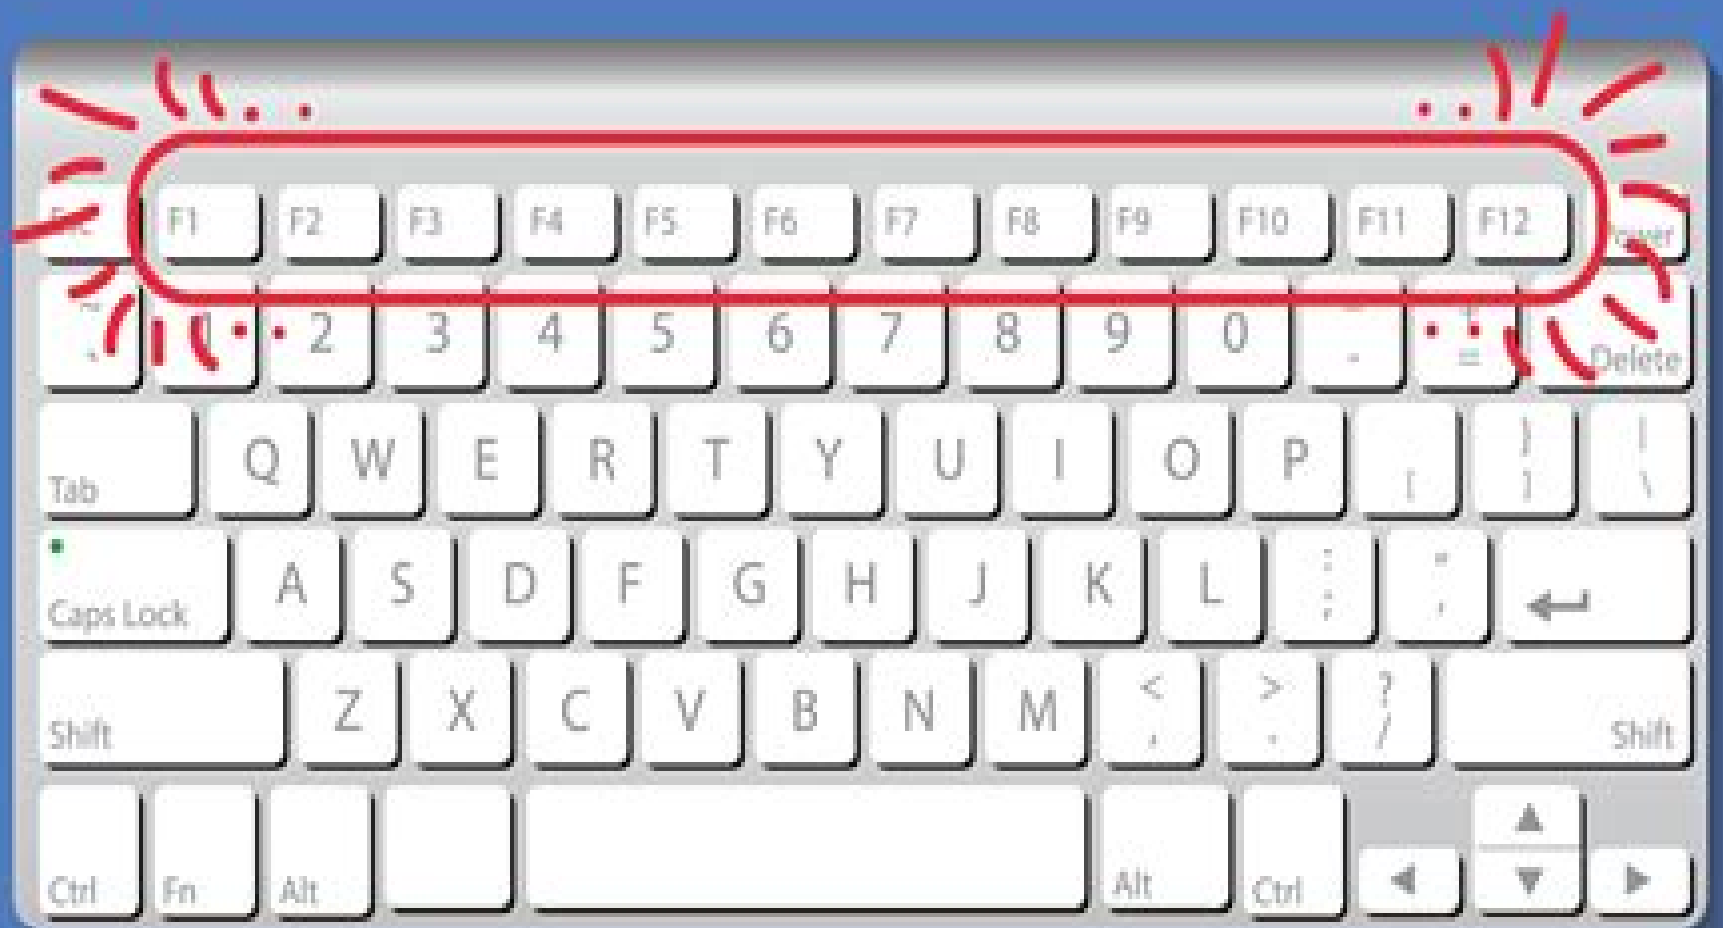 F1 F2 F3 F4 F5 F6 F7 F8 F9 F10 F11 F12
~ 1 2 3 4 5 6 7 8 9 0 - =
Delete
Tab Q W E R T Y U I O P [ } ] | \
Caps Lock A S D F G H J K L : ; " '
Shift Z X C V B N M < , > . ? / Shift
Ctrl Fn Alt Alt Ctrl